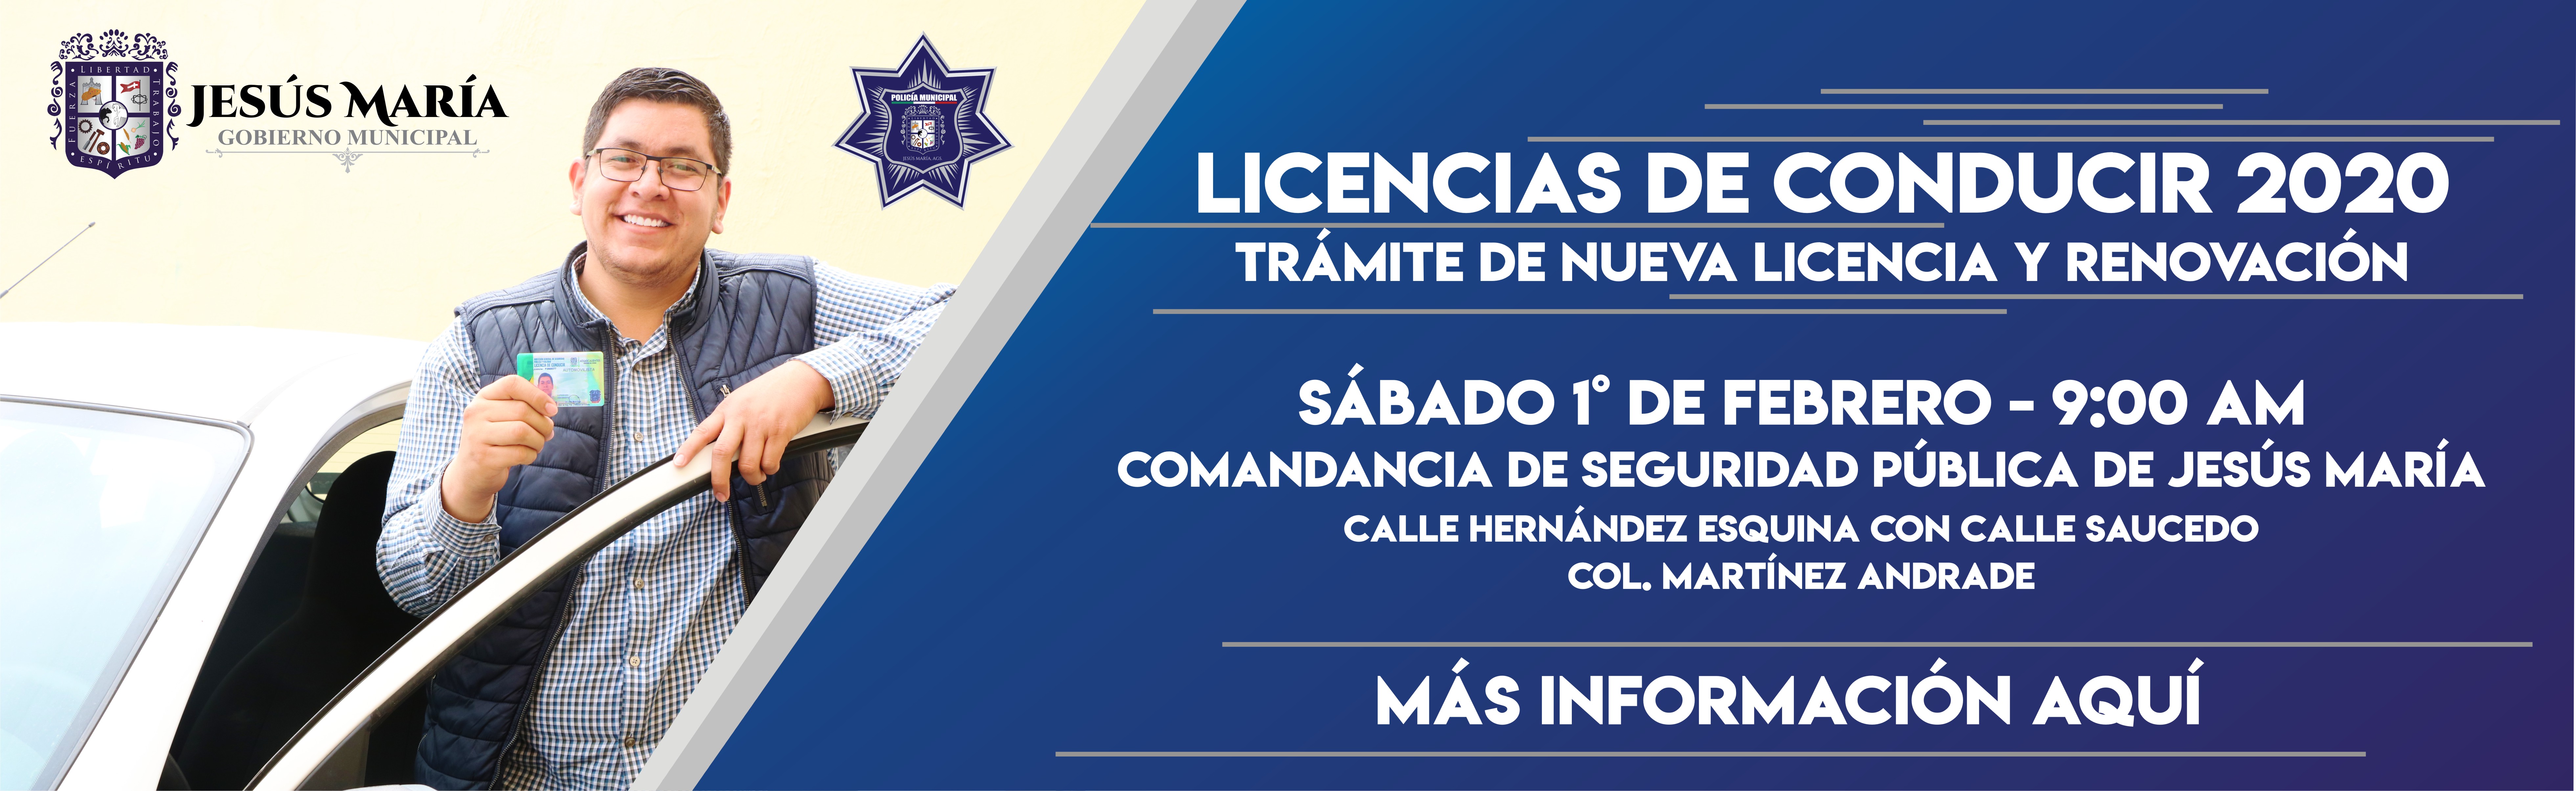 LIBERTAD
FUERZA
TRABAJO
ESPÍRITU
JESÚS MARÍA
GOBIERNO MUNICIPAL
POLICÍA MUNICIPAL
JESÚS MARÍA, AGS.
LICENCIAS DE CONDUCIR 2020
TRÁMITE DE NUEVA LICENCIA Y RENOVACIÓN
SÁBADO 1° DE FEBRERO - 9:00 AM
COMANDANCIA DE SEGURIDAD PÚBLICA DE JESÚS MARÍA
CALLE HERNÁNDEZ ESQUINA CON CALLE SAUCEDO
COL. MARTÍNEZ ANDRADE
MÁS INFORMACIÓN AQUÍ